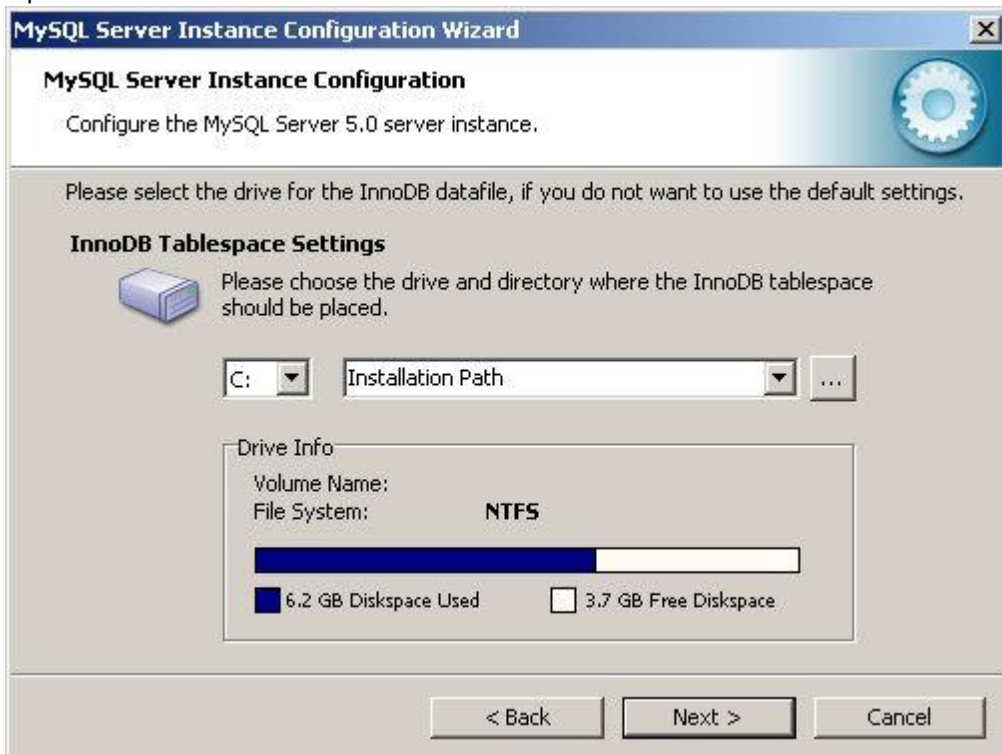 MySQL Server Instance Configuration Wizard
MySQL Server Instance Configuration
Configure the MySQL Server 5.0 server instance.
Please select the drive for the InnoDB datafile, if you do not want to use the default settings.
InnoDB Tablespace Settings
Please choose the drive and directory where the InnoDB tablespace
should be placed.
C: Installation Path ...
Drive Info
Volume Name:
File System: NTFS
6.2 GB Diskspace Used 3.7 GB Free Diskspace
< Back Next > Cancel